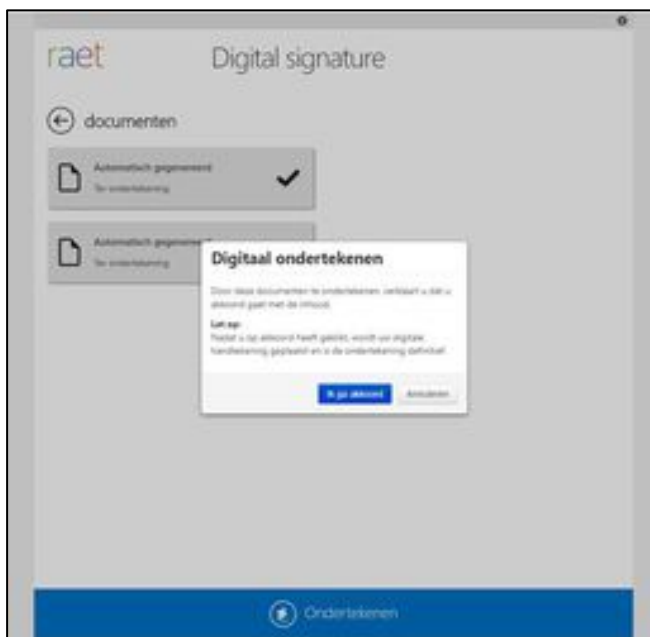 raet
Digital signature
documenten
Automatisch gegenereerd
Ter ondertekening
Automatisch gegenereerd
Ter ondertekening
Digitaal ondertekenen
Door deze documenten te ondertekenen, verklaart u dat u
akkoord gaat met de inhoud.
Let op:
Nadat u op akkoord heeft geklikt, wordt uw digitale
handtekening geplaatst en is de ondertekening definitief.
Ik ga akkoord
Annuleren
Ondertekenen